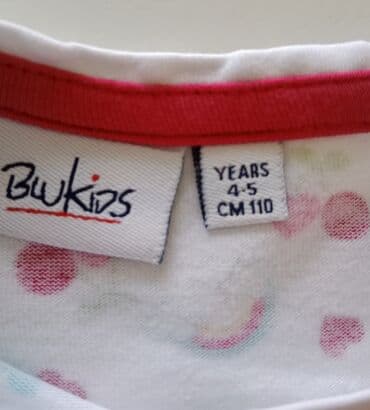 BluKids
YEARS
4-5
CM 110